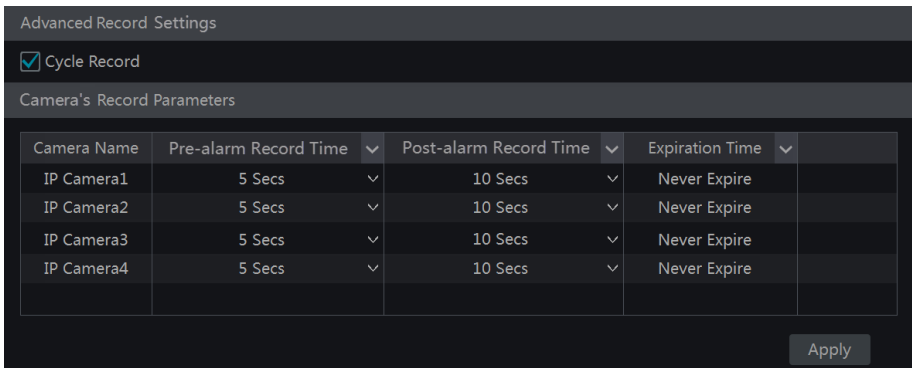 Advanced Record Settings
Cycle Record
Camera's Record Parameters
Camera Name Pre-alarm Record Time Post-alarm Record Time Expiration Time
IP Camera1 5 Secs 10 Secs Never Expire
IP Camera2 5 Secs 10 Secs Never Expire
IP Camera3 5 Secs 10 Secs Never Expire
IP Camera4 5 Secs 10 Secs Never Expire
Apply